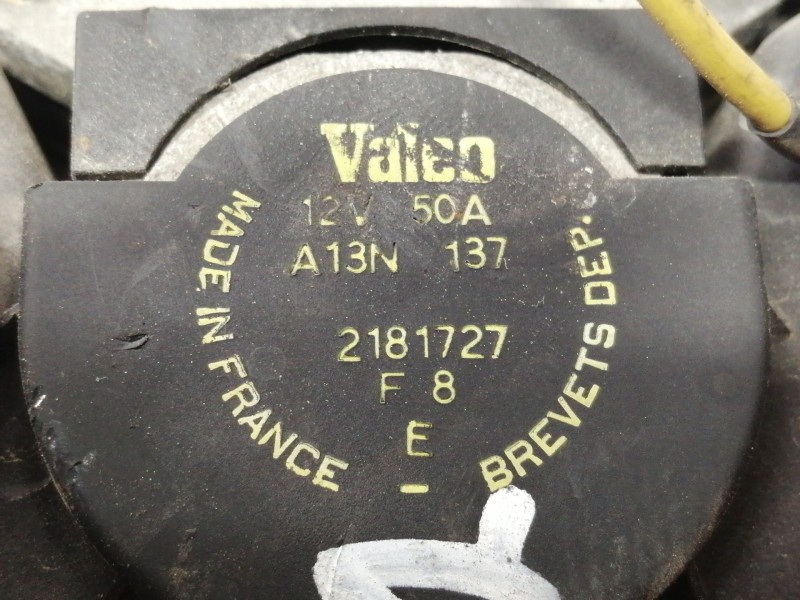 Valeo
12V 50A
A13N 137
2181727
F 8
E
MADE IN FRANCE - BREVETS DEP.